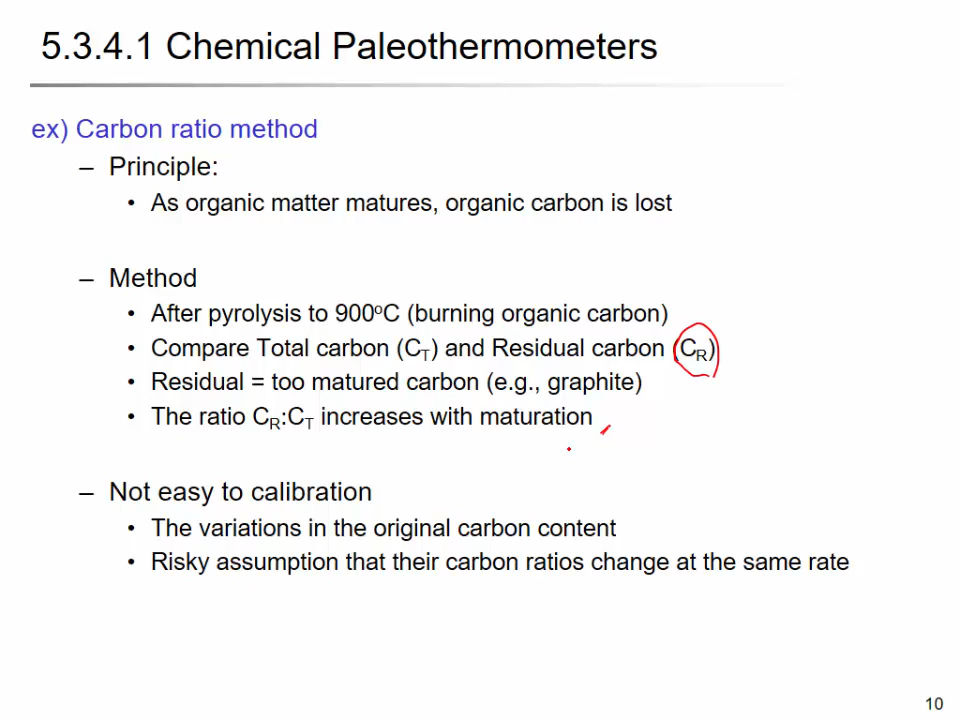 5.3.4.1 Chemical Paleothermometers
ex) Carbon ratio method
– Principle:
• As organic matter matures, organic carbon is lost
– Method
• After pyrolysis to 900°C (burning organic carbon)
• Compare Total carbon (CT) and Residual carbon (CR)
• Residual = too matured carbon (e.g., graphite)
• The ratio CR:CT increases with maturation
– Not easy to calibration
• The variations in the original carbon content
• Risky assumption that their carbon ratios change at the same rate
10